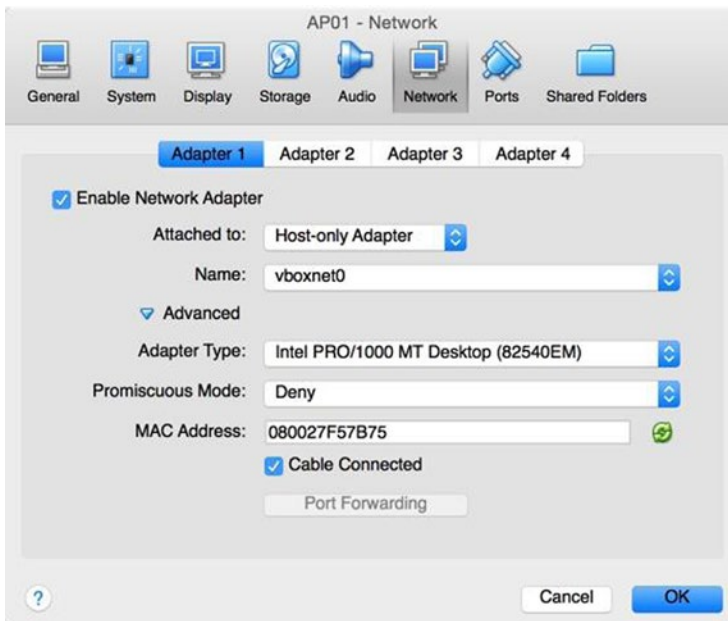 AP01 - Network
General System Display Storage Audio Network Ports Shared Folders
Adapter 1 Adapter 2 Adapter 3 Adapter 4
Enable Network Adapter
Attached to: Host-only Adapter
Name: vboxnet0
Advanced
Adapter Type: Intel PRO/1000 MT Desktop (82540EM)
Promiscuous Mode: Deny
MAC Address: 080027F57B75
Cable Connected
Port Forwarding
? Cancel OK